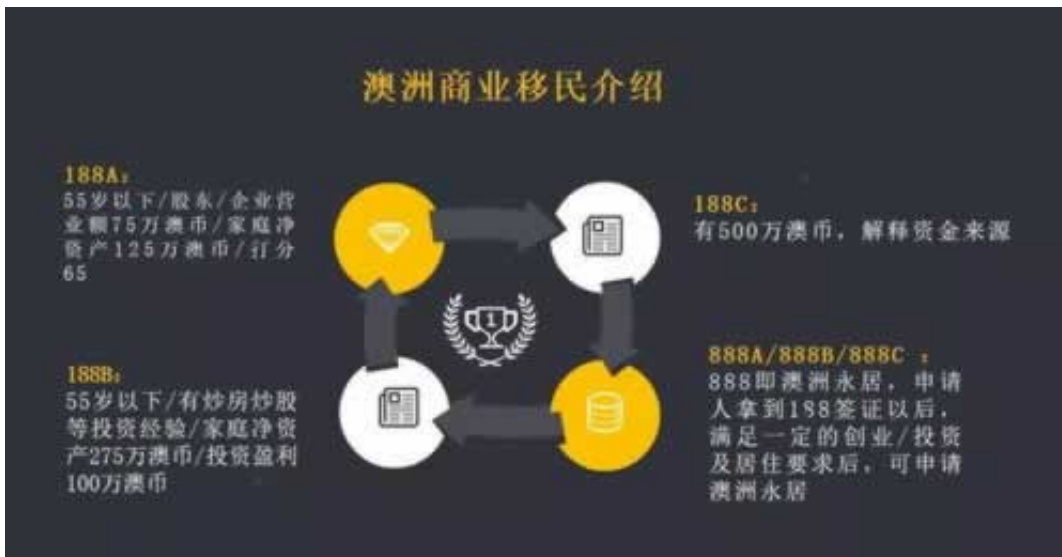 澳洲商业移民介绍
188A：
55岁以下/股东/企业营
业额75万澳币/家庭净
资产125万澳币/打分
65
188C：
有500万澳币，解释资金来源
188B：
55岁以下/有炒房炒股
等投资经验/家庭净资
产275万澳币/投资盈利
100万澳币
888A/888B/888C ：
888即澳洲永居，申请
人拿到188签证以后，
满足一定的创业/投资
及居住要求后，可申请
澳洲永居
1